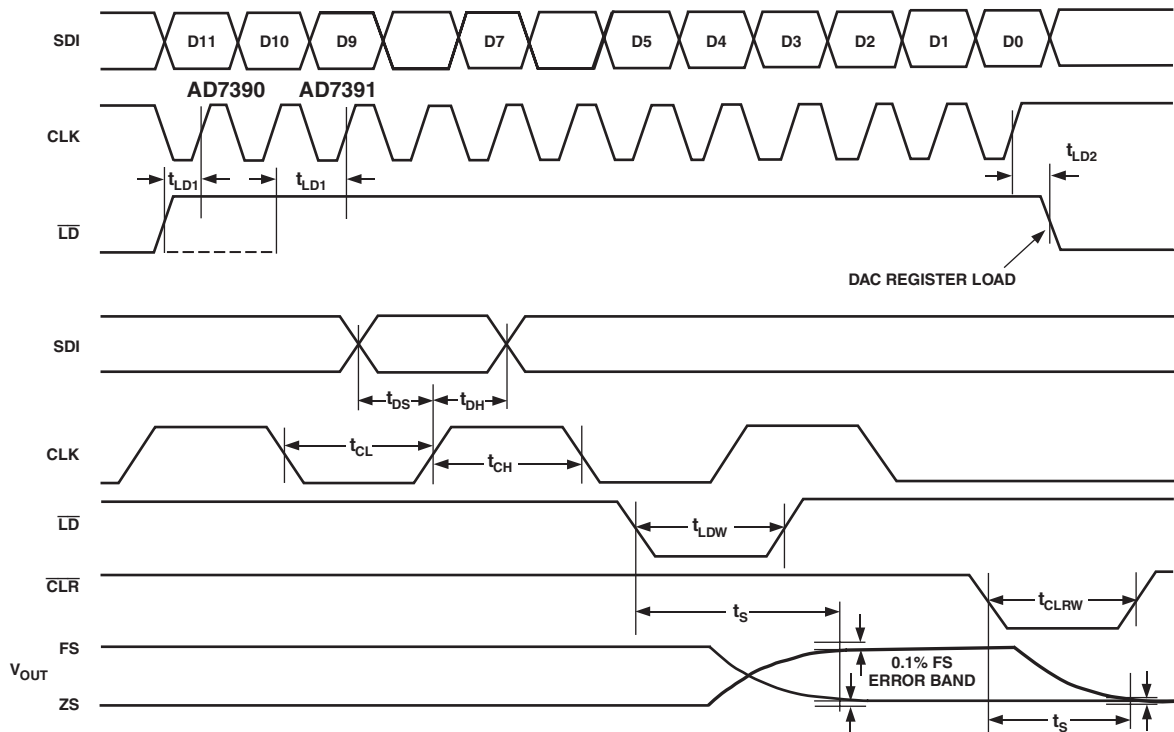 SDI D11 D10 D9 D7 D5 D4 D3 D2 D1 D0
AD7390 AD7391
CLK
tLD1 tLD1 tLD2
LD
DAC REGISTER LOAD
SDI
tDS tDH
CLK tCL tCH
LD tLDW
CLR tCLRW
tS
FS
VOUT
0.1% FS
ERROR BAND
ZS
tS